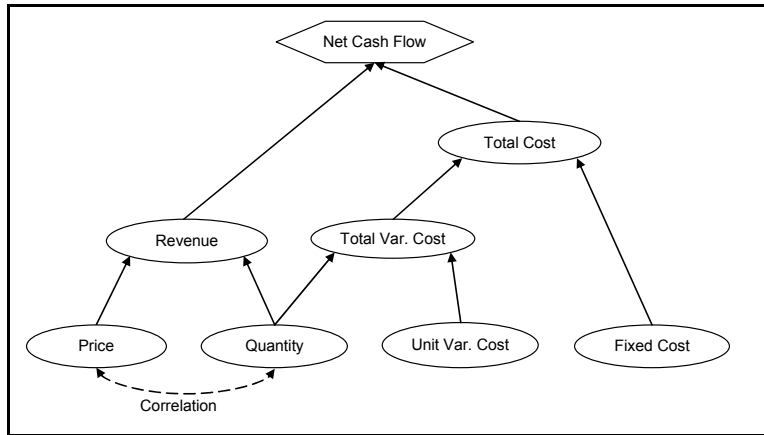 Net Cash Flow
Total Cost
Revenue
Total Var. Cost
Price
Quantity
Unit Var. Cost
Fixed Cost
Correlation